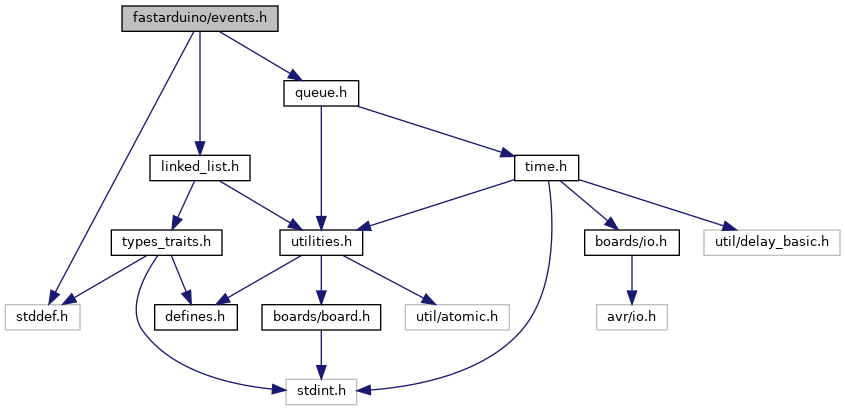 fastarduino/events.h
queue.h
linked_list.h
time.h
types_traits.h
utilities.h
boards/io.h
util/delay_basic.h
stddef.h
defines.h
boards/board.h
util/atomic.h
avr/io.h
stdint.h